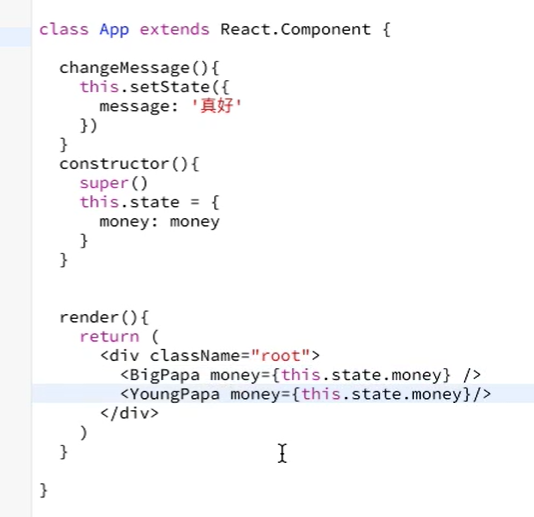 class App extends React.Component {
changeMessage(){
this.setState({
message: '真好'
})
}
constructor(){
super()
this.state = {
money: money
}
}
render(){
return (
<div className="root">
<BigPapa money={this.state.money} />
<YoungPapa money={this.state.money}/>
</div>
)
}
}